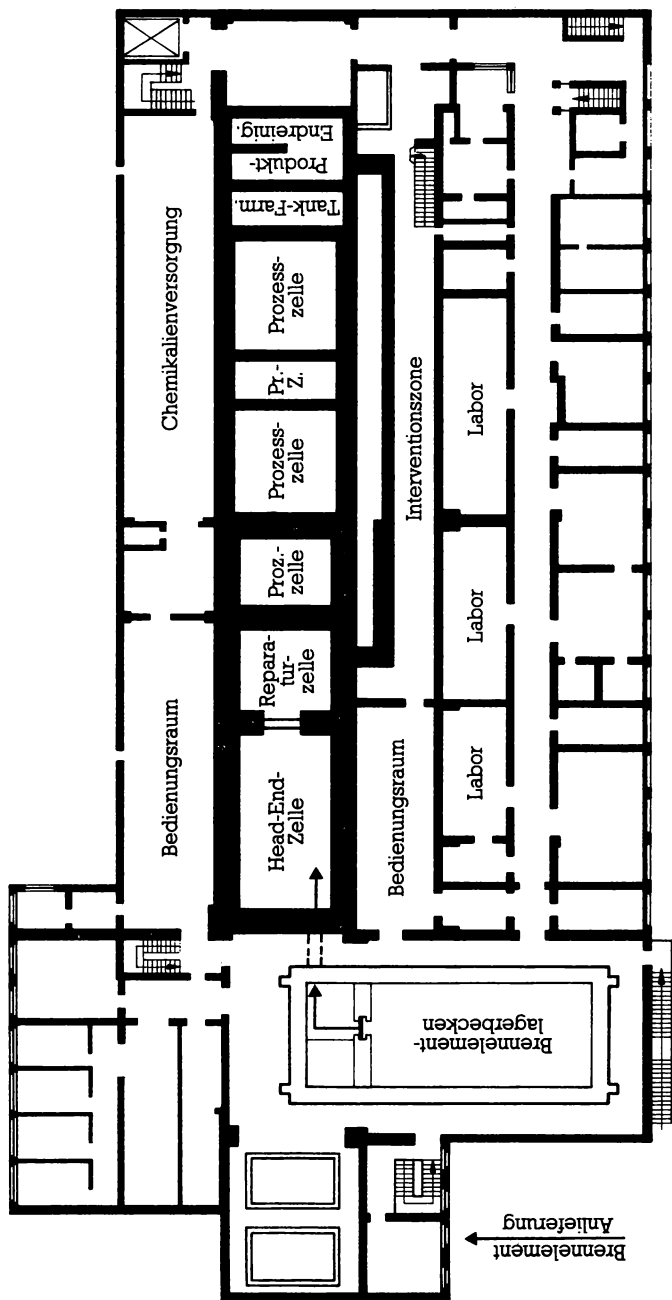 Endreinig.
Produkt-
Tank-Farm.
Prozess-
zelle
Pr.-
Z.
Prozess-
zelle
Proz.-
zelle
Repara-
tur-
zelle
Head-End-
Zelle
Chemikalienversorgung
Bedienungsraum
Interventionszone
Bedienungsraum
Labor
Labor
Labor
Brennelement-
lagerbecken
Brennelement
Anlieferung